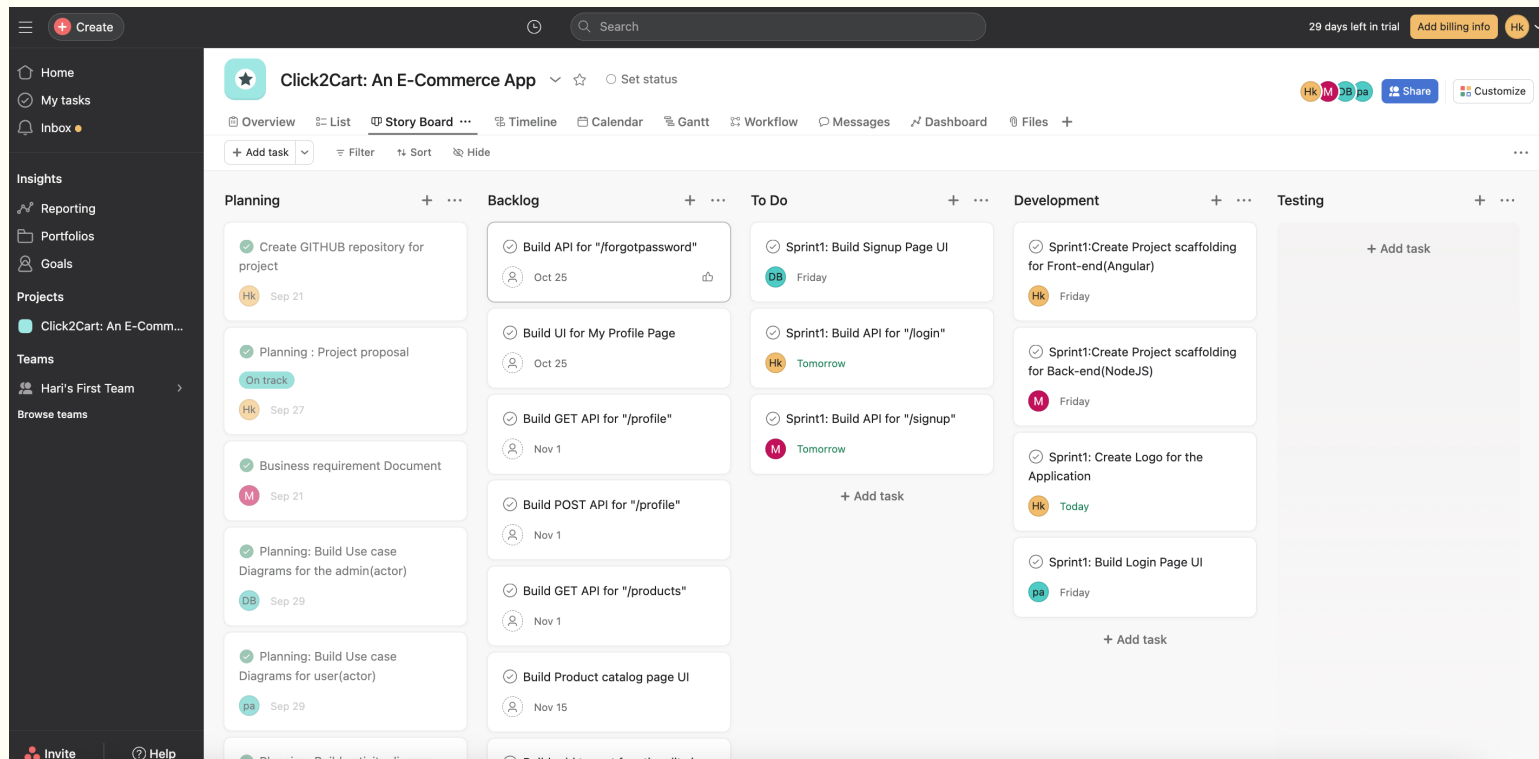 Create
Search
29 days left in trial
Add billing info
Hk
Home
My tasks
Inbox
Insights
Reporting
Portfolios
Goals
Projects
Click2Cart: An E-Comm...
Teams
Hari's First Team
Browse teams
Invite
Help
Click2Cart: An E-Commerce App
Set status
Hk
M
DB
pa
Share
Customize
Overview
List
Story Board
Timeline
Calendar
Gantt
Workflow
Messages
Dashboard
Files
+ Add task
Filter
Sort
Hide
Planning
Create GITHUB repository for
project
Hk Sep 21
Planning : Project proposal
On track
Hk Sep 27
Business requirement Document
M Sep 21
Planning: Build Use case
Diagrams for the admin(actor)
DB Sep 29
Planning: Build Use case
Diagrams for user(actor)
pa Sep 29
Backlog
Build API for "/forgotpassword"
Oct 25
Build UI for My Profile Page
Oct 25
Build GET API for "/profile"
Nov 1
Build POST API for "/profile"
Nov 1
Build GET API for "/products"
Nov 1
Build Product catalog page UI
Nov 15
To Do
Sprint1: Build Signup Page UI
DB Friday
Sprint1: Build API for "/login"
Hk Tomorrow
Sprint1: Build API for "/signup"
M Tomorrow
+ Add task
Development
Sprint1:Create Project scaffolding
for Front-end(Angular)
Hk Friday
Sprint1:Create Project scaffolding
for Back-end(NodeJS)
M Friday
Sprint1: Create Logo for the
Application
Hk Today
Sprint1: Build Login Page UI
pa Friday
+ Add task
Testing
+ Add task